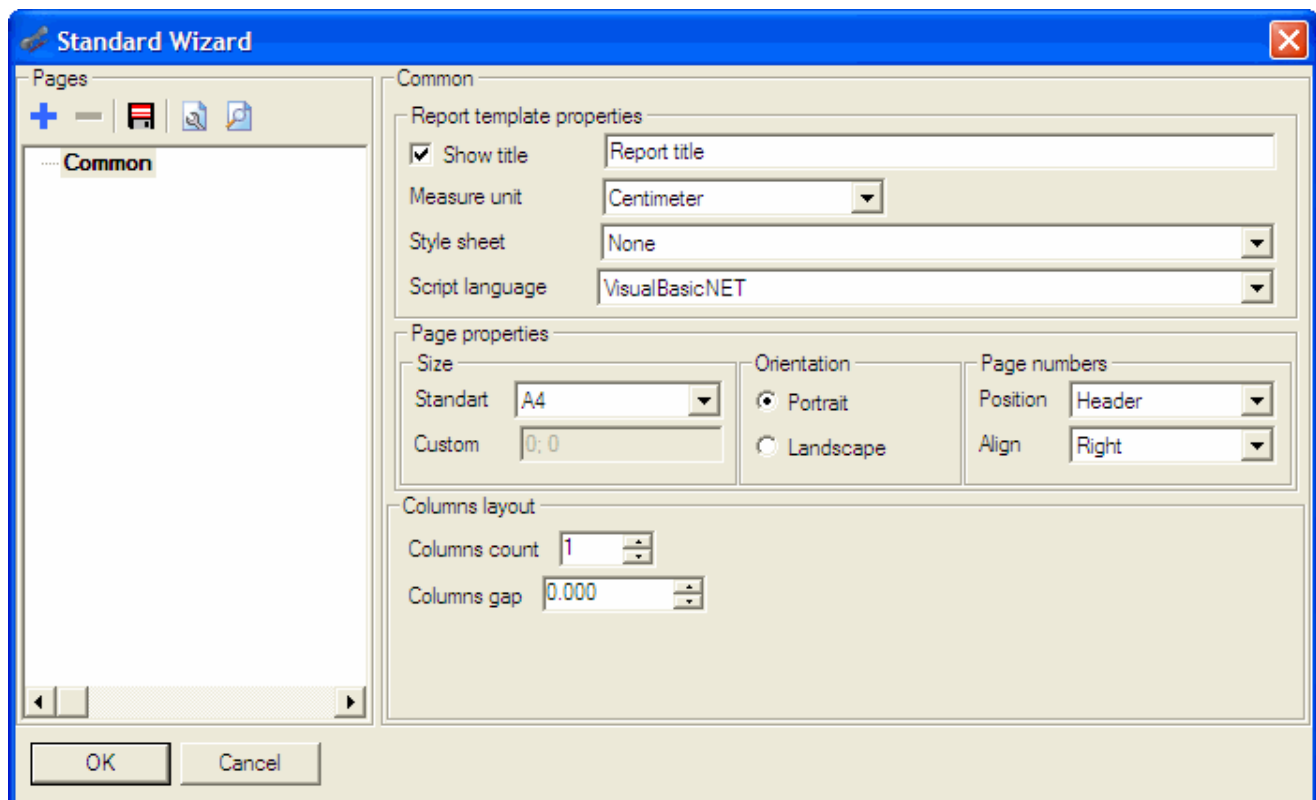 Standard Wizard
Pages
Common
Common
Report template properties
Show title Report title
Measure unit Centimeter
Style sheet None
Script language VisualBasicNET
Page properties
Size
Standart A4
Custom 0; 0
Orientation
Portrait
Landscape
Page numbers
Position Header
Align Right
Columns layout
Columns count 1
Columns gap 0.000
OK Cancel